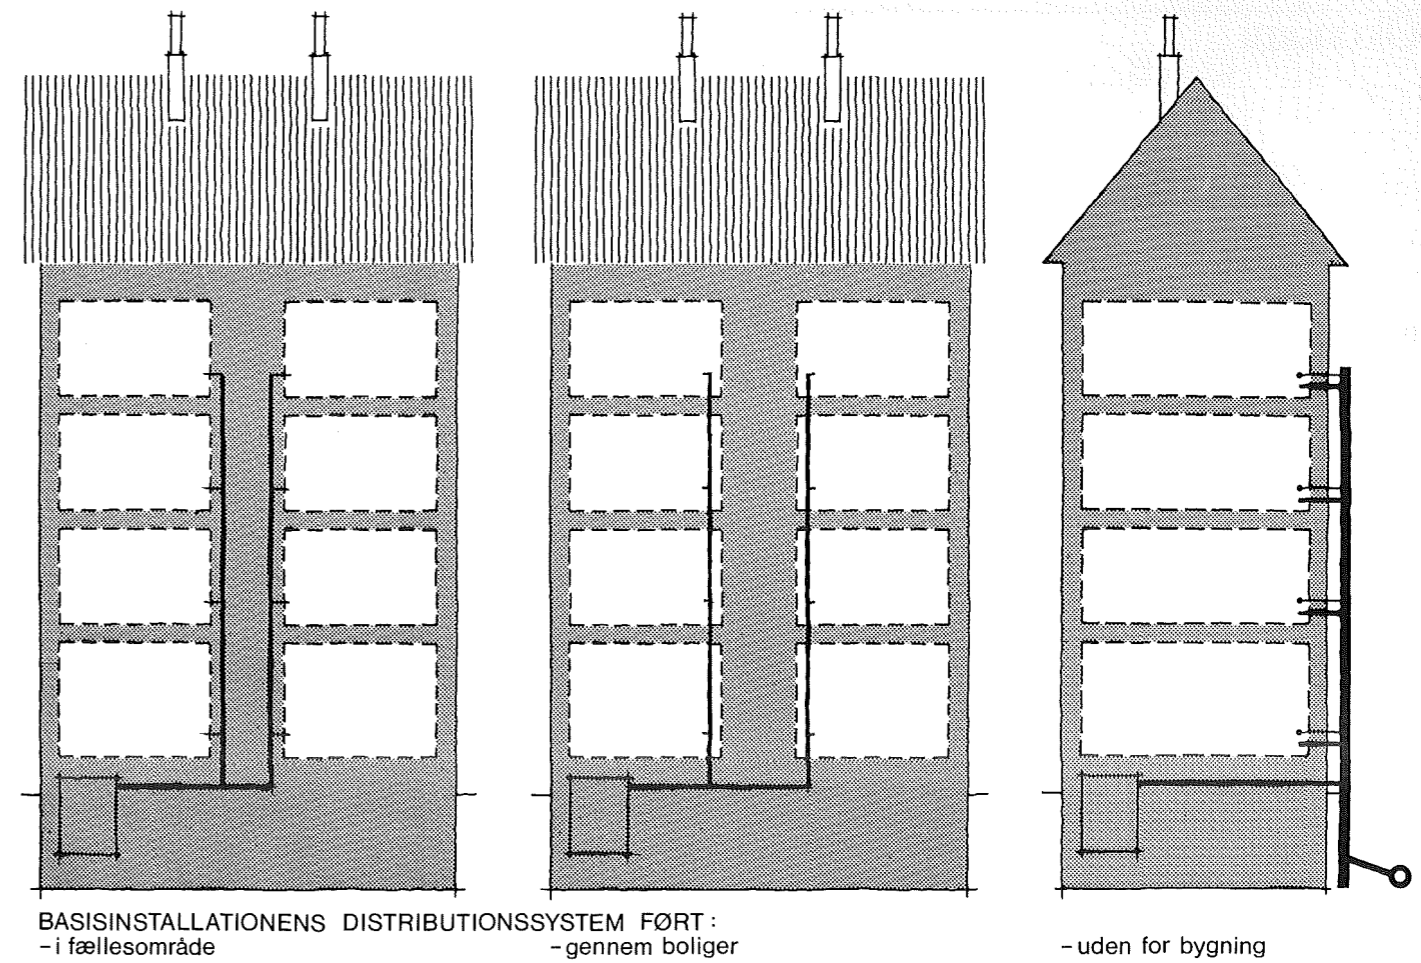 BASISINSTALLATIONENS DISTRIBUTIONSSYSTEM FØRT:
- i fællesområde
- gennem boliger
- uden for bygning